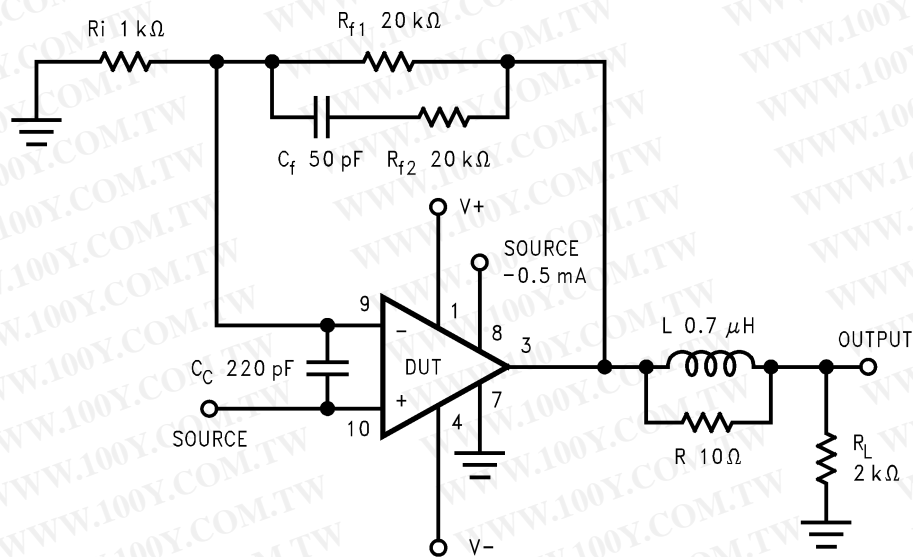 Ri 1 kΩ
Rf1 20 kΩ
Cf 50 pF
Rf2 20 kΩ
V+
SOURCE
-0.5 mA
9
1
8
3
L 0.7 μH
OUTPUT
CC 220 pF
−
DUT
+
SOURCE
10
4
7
R 10Ω
RL
2 kΩ
V−
WWW.100Y.COM.TW